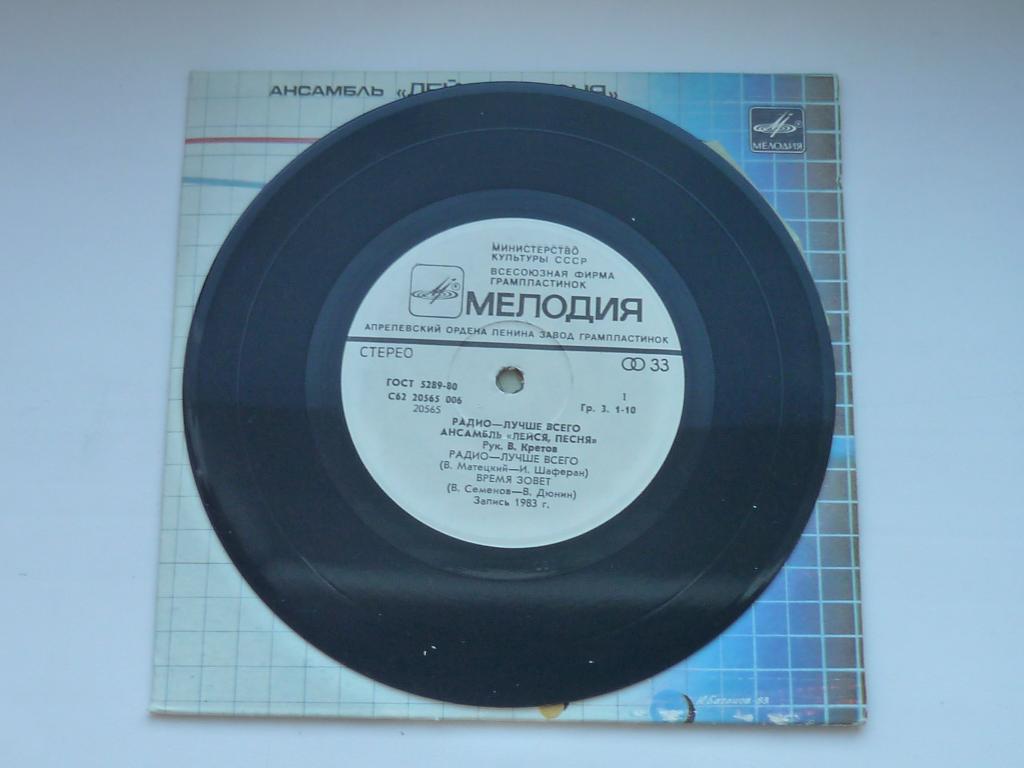 АНСАМБЛЬ
МЕЛОДИЯ
МИНИСТЕРСТВО
КУЛЬТУРЫ СССР
ВСЕСОЮЗНАЯ ФИРМА
ГРАМПЛАСТИНОК
МЕЛОДИЯ
АПРЕЛЕВСКИЙ ОРДЕНА ЛЕНИНА ЗАВОД ГРАМПЛАСТИНОК
СТЕРЕО 33
ГОСТ 5289-80 1
С62 20565 006 Гр. 3. 1-10
20565
РАДИО—ЛУЧШЕ ВСЕГО
АНСАМБЛЬ «ЛЕЙСЯ, ПЕСНЯ»
Рук. В. Кретов
РАДИО—ЛУЧШЕ ВСЕГО
(В. Матецкий—И. Шаферан)
ВРЕМЯ ЗОВЕТ
(В. Семенов—В. Дюнин)
Запись 1983 г.